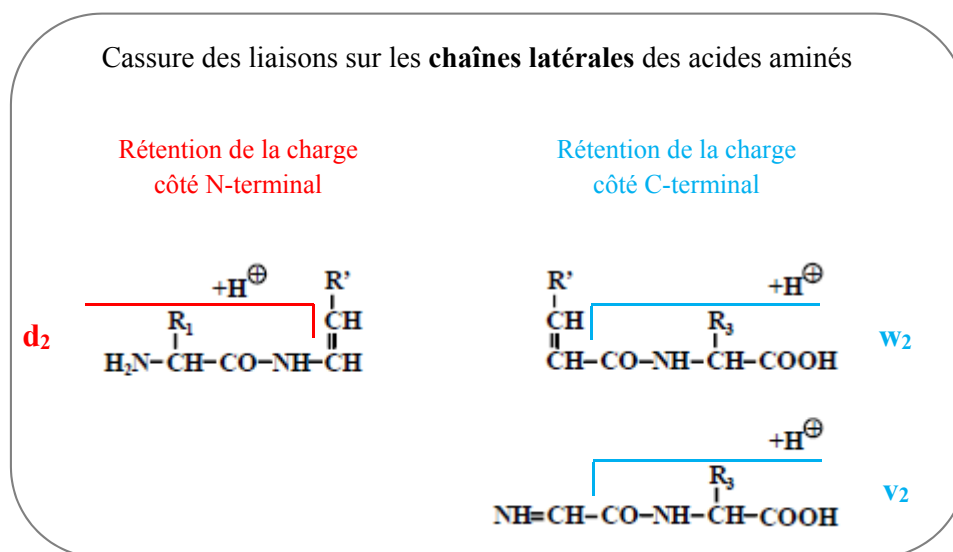 Cassure des liaisons sur les chaînes latérales des acides aminés
Rétention de la charge
côté N-terminal
Rétention de la charge
côté C-terminal
+H⊕
R'
d₂
R₁
CH
H₂N–CH–CO–NH–CH
+H⊕
R'
CH
R₃
w₂
CH–CO–NH–CH–COOH
+H⊕
R₃
v₂
NH=CH–CO–NH–CH–COOH